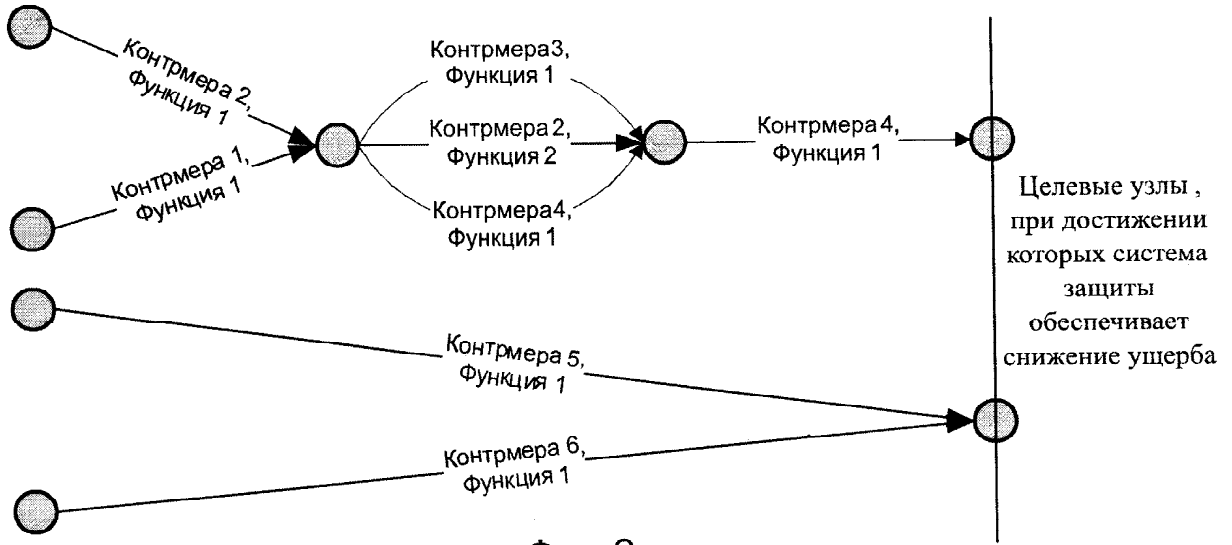 Контрмера 2,
Функция 1
Контрмера 1,
Функция 1
Контрмера3,
Функция 1
Контрмера 2,
Функция 2
Контрмера4,
Функция 1
Контрмера 4,
Функция 1
Целевые узлы ,
при достижении
которых система
защиты
обеспечивает
снижение ущерба
Контрмера 5,
Функция 1
Контрмера 6,
Функция 1